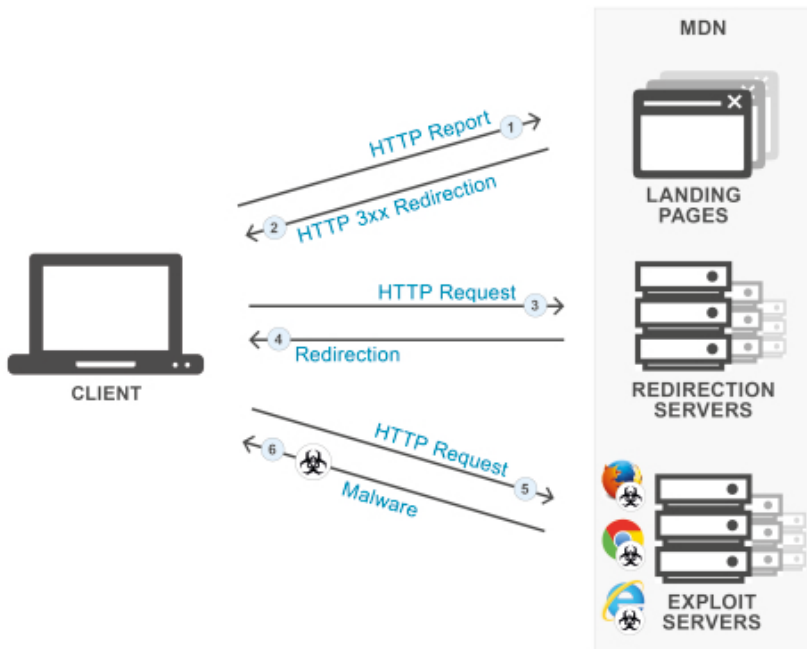 MDN
HTTP Report
1
LANDING
PAGES
2
HTTP 3xx Redirection
HTTP Request
3
4
Redirection
CLIENT
REDIRECTION
SERVERS
HTTP Request
5
6
Malware
EXPLOIT
SERVERS